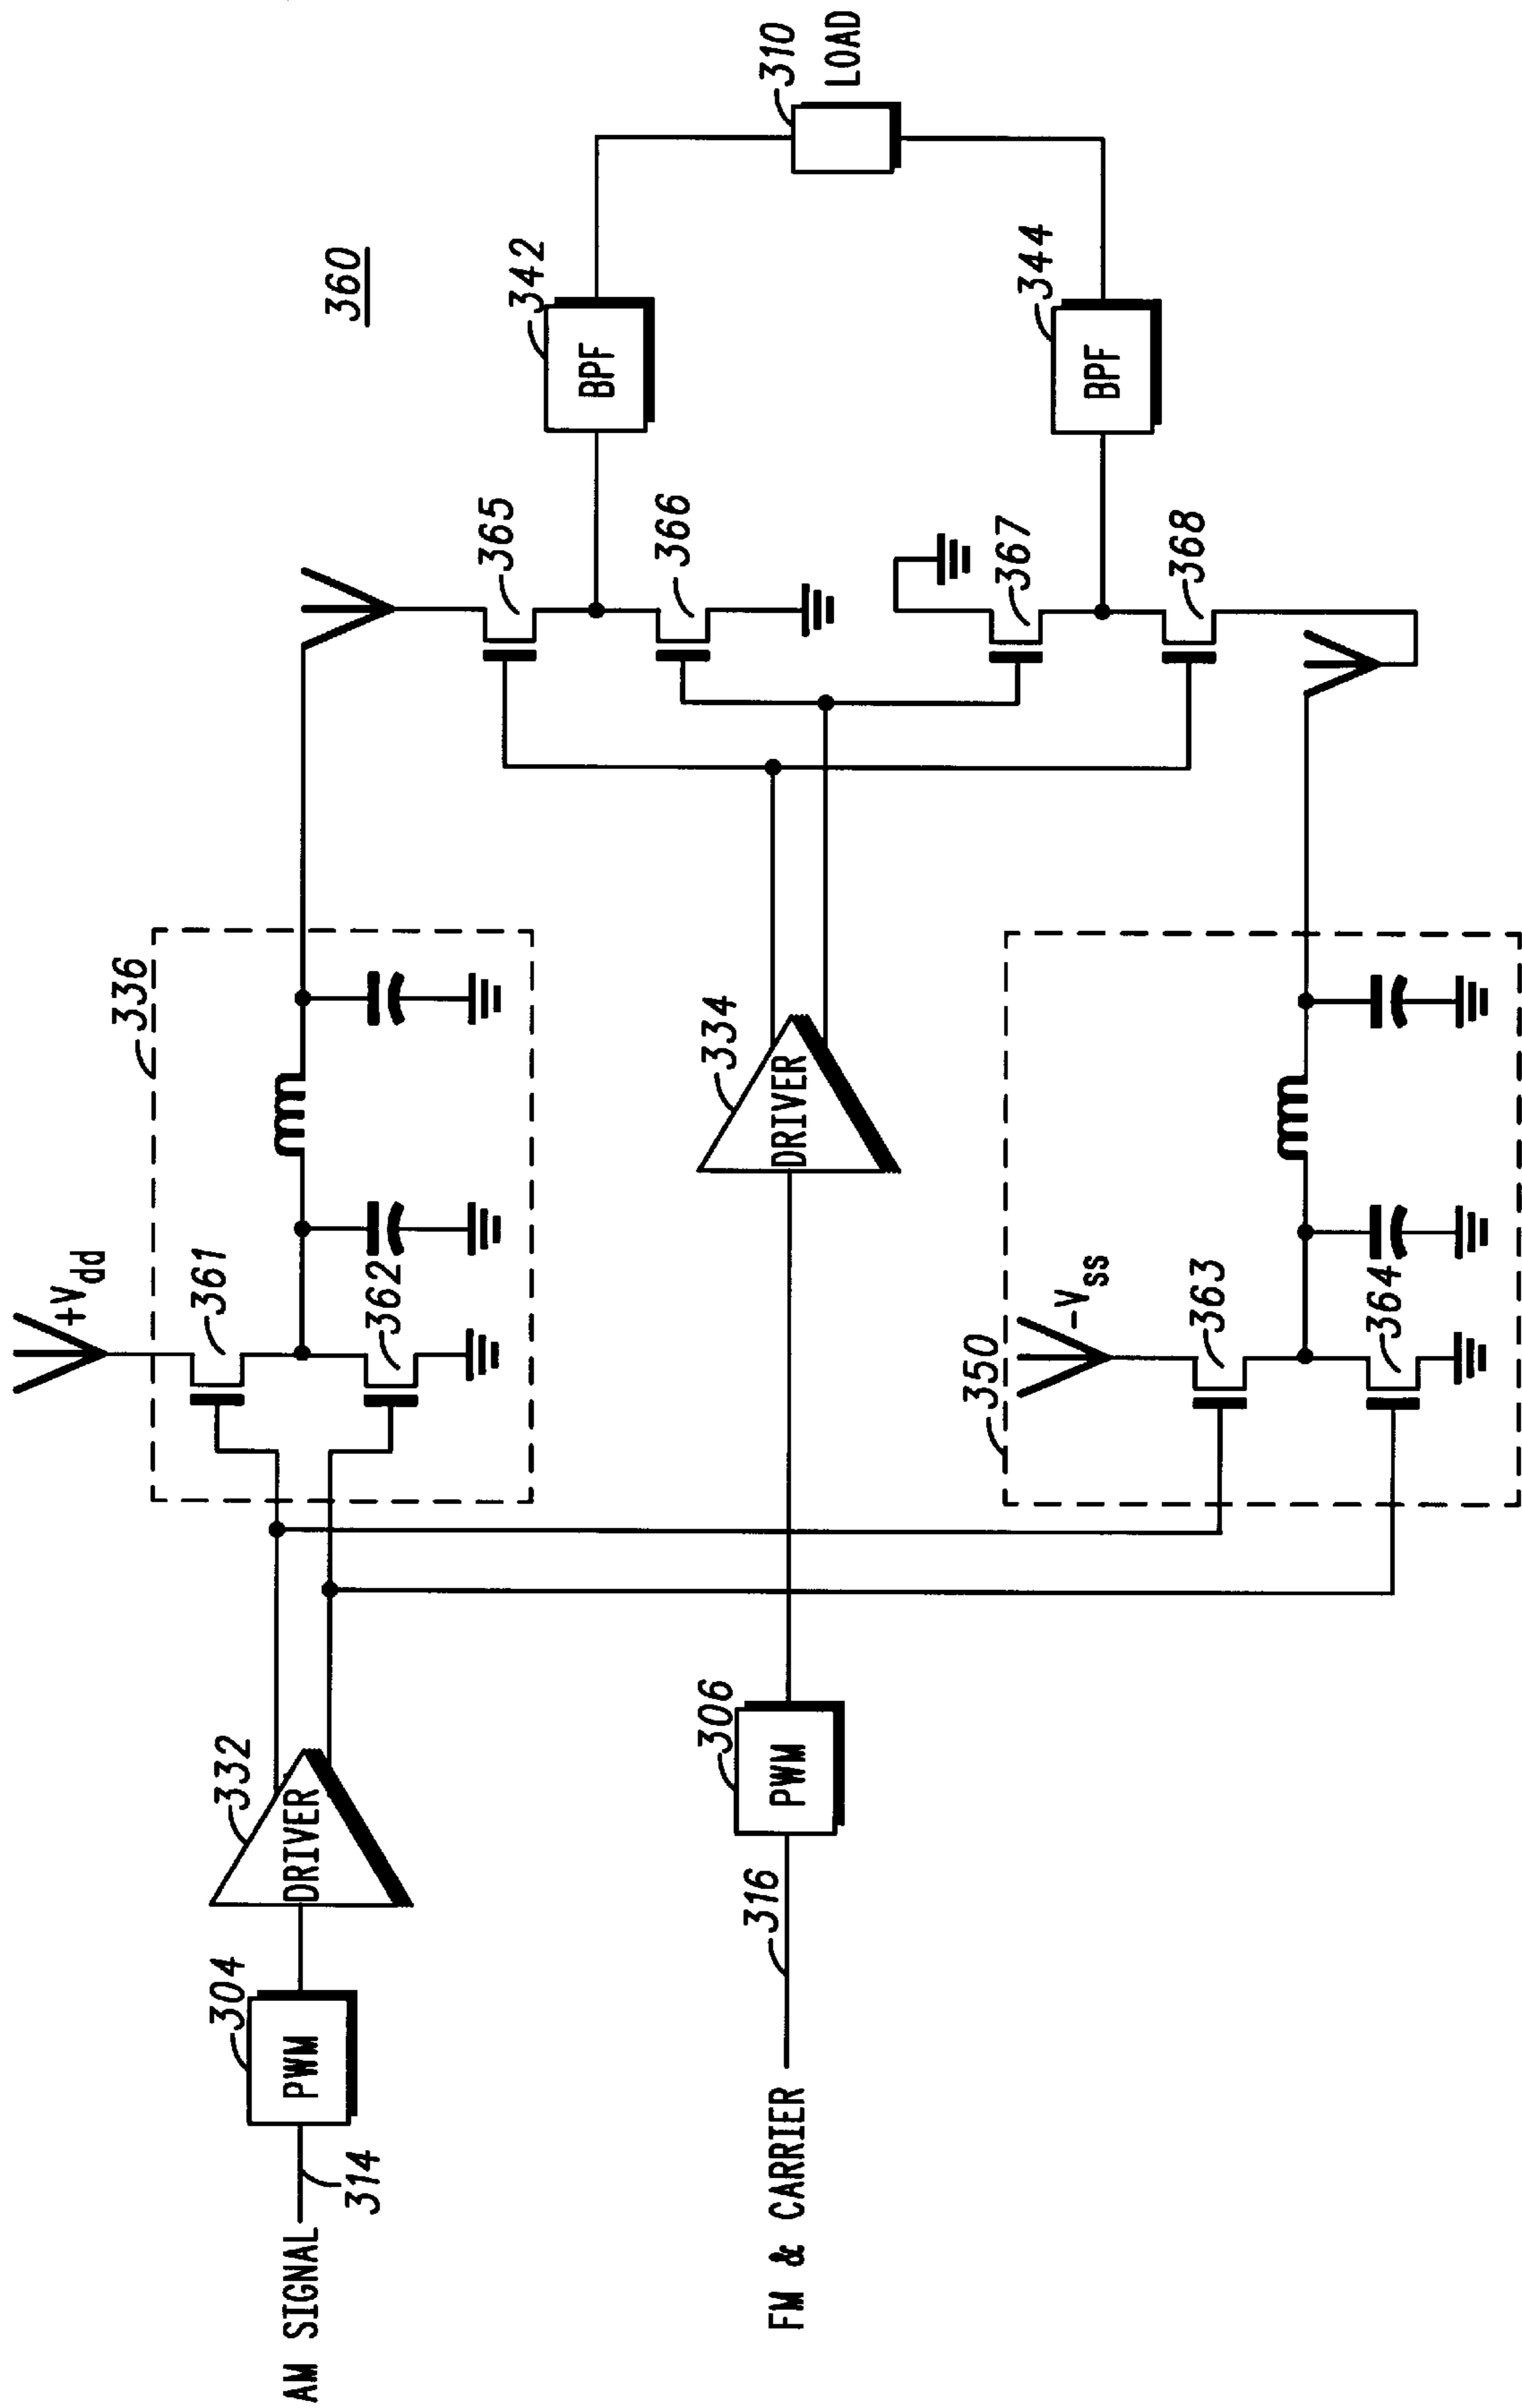 360
+Vdd
336
361
362
332
DRIVER
304
PWM
AM SIGNAL
314
334
DRIVER
306
PWM
316
FM & CARRIER
350
-Vss
363
364
365
366
367
368
342
BPF
344
BPF
310
LOAD